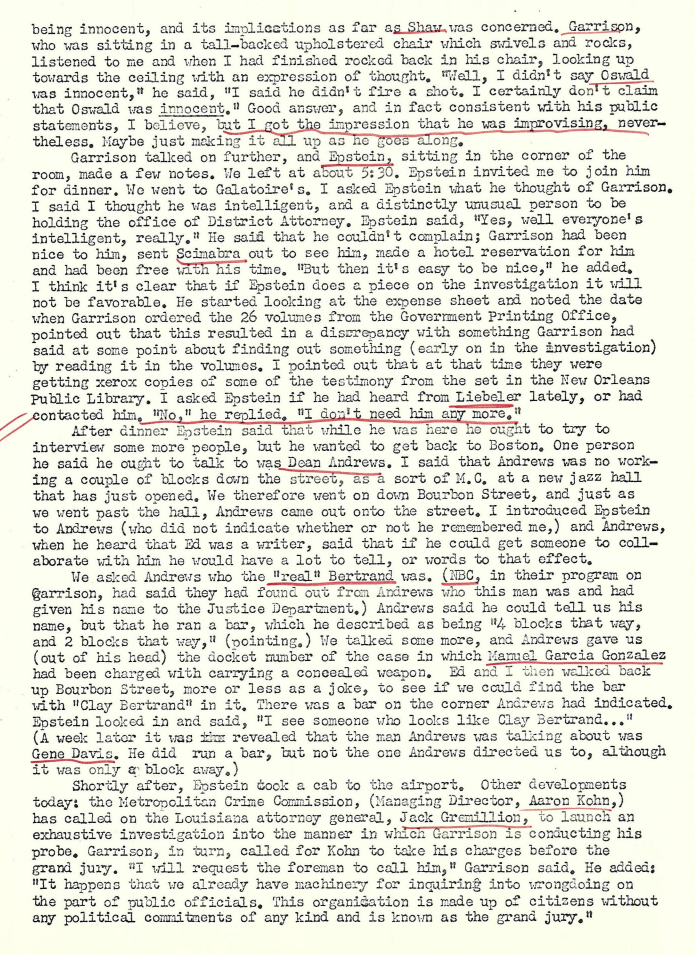 being innocent, and its implications as far as Shaw was concerned. Garrison,
who was sitting in a tall-backed upholstered chair which swivels and rocks,
listened to me and when I had finished rocked back in his chair, looking up
towards the ceiling with an expression of thought. "Well, I didn't say Oswald
was innocent," he said, "I said he didn't fire a shot. I certainly don't claim
that Oswald was innocent." Good answer, and in fact consistent with his public
statements, I believe, but I got the impression that he was improvising, never-
theless. Maybe just making it all up as he goes along.
Garrison talked on further, and Epstein, sitting in the corner of the
room, made a few notes. We left at about 5:30. Epstein invited me to join him
for dinner. We went to Galatoire's. I asked Epstein what he thought of Garrison.
I said I thought he was intelligent, and a distinctly unusual person to be
holding the office of District Attorney. Epstein said, "Yes, well everyone's
intelligent, really." He said that he couldn't complain; Garrison had been
nice to him, sent Scimabra out to see him, made a hotel reservation for him
and had been free with his time. "But then it's easy to be nice," he added.
I think it's clear that if Epstein does a piece on the investigation it will
not be favorable. He started looking at the expense sheet and noted the date
when Garrison ordered the 26 volumes from the Government Printing Office,
pointed out that this resulted in a discrepancy with something Garrison had
said at some point about finding out something (early on in the investigation)
by reading it in the volumes. I pointed out that at that time they were
getting xerox copies of some of the testimony from the set in the New Orleans
Public Library. I asked Epstein if he had heard from Liebeler lately, or had
contacted him. "No," he replied. "I don't need him any more."
After dinner Epstein said that while he was here he ought to try to
interview some more people, but he wanted to get back to Boston. One person
he said he ought to talk to was Dean Andrews. I said that Andrews was no work-
ing a couple of blocks down the street, as a sort of M.C. at a new jazz hall
that has just opened. We therefore went on down Bourbon Street, and just as
we went past the hall, Andrews came out onto the street. I introduced Epstein
to Andrews (who did not indicate whether or not he remembered me,) and Andrews,
when he heard that Ed was a writer, said that if he could get someone to coll-
aborate with him he would have a lot to tell, or words to that effect.
We asked Andrews who the "real" Bertrand was. (NBC, in their program on
Garrison, had said they had found out from Andrews who this man was and had
given his name to the Justice Department.) Andrews said he could tell us his
name, but that he ran a bar, which he described as being "4 blocks that way,
and 2 blocks that way," (pointing.) We talked some more, and Andrews gave us
(out of his head) the docket number of the case in which Manuel Garcia Gonzalez
had been charged with carrying a concealed weapon. Ed and I then walked back
up Bourbon Street, more or less as a joke, to see if we could find the bar
with "Clay Bertrand" in it. There was a bar on the corner Andrews had indicated.
Epstein looked in and said, "I see someone who looks like Clay Bertrand..."
(A week later it was revealed that the man Andrews was talking about was
Gene Davis. He did run a bar, but not the one Andrews directed us to, although
it was only a block away.)
Shortly after, Epstein took a cab to the airport. Other developments
today: the Metropolitan Crime Commission, (Managing Director, Aaron Kohn,)
has called on the Louisiana attorney general, Jack Gremillion, to launch an
exhaustive investigation into the manner in which Garrison is conducting his
probe. Garrison, in turn, called for Kohn to take his charges before the
grand jury. "I will request the foreman to call him," Garrison said. He added:
"It happens that we already have machinery for inquiring into wrongdoing on
the part of public officials. This organisation is made up of citizens without
any political commitments of any kind and is known as the grand jury."